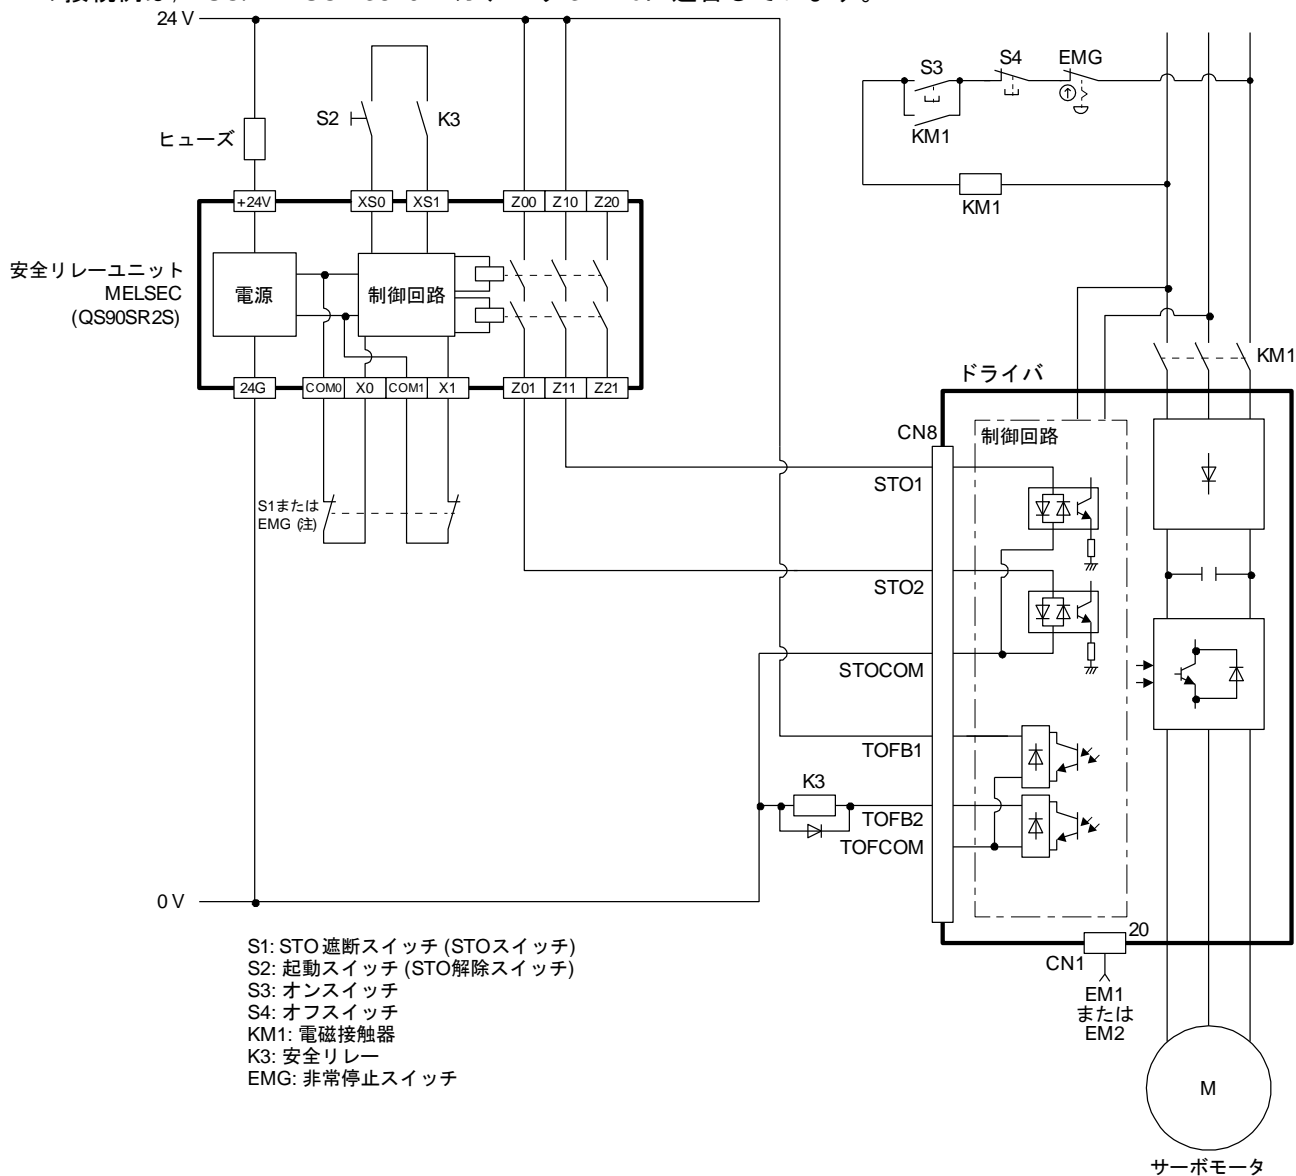 24 V
S2
K3
ヒューズ
S3
S4
EMG
KM1
KM1
+24V
XS0
XS1
Z00
Z10
Z20
安全リレーユニット
MELSEC
(QS90SR2S)
電源
制御回路
24G
COM0
X0
COM1
X1
Z01
Z11
Z21
KM1
ドライバ
CN8
制御回路
S1または
EMG (注)
STO1
STO2
STOCOM
TOFB1
K3
TOFB2
TOFCOM
0 V
20
CN1
EM1
または
EM2
S1: STO遮断スイッチ (STOスイッチ)
S2: 起動スイッチ (STO解除スイッチ)
S3: オンスイッチ
S4: オフスイッチ
KM1: 電磁接触器
K3: 安全リレー
EMG: 非常停止スイッチ
M
サーボモータ